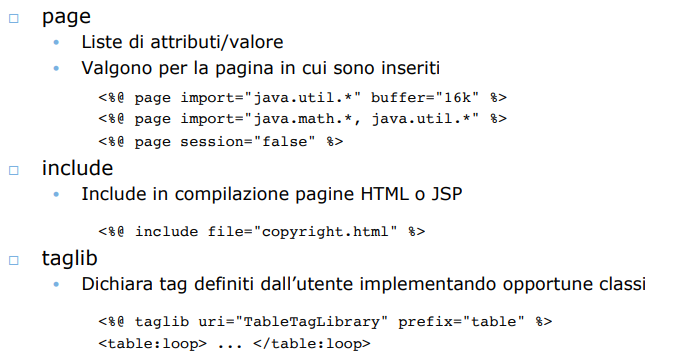 page
Liste di attributi/valore
Valgono per la pagina in cui sono inseriti
<%@ page import="java.util.*" buffer="16k" %>
<%@ page import="java.math.*, java.util.*" %>
<%@ page session="false" %>
include
Include in compilazione pagine HTML o JSP
<%@ include file="copyright.html" %>
taglib
Dichiara tag definiti dall’utente implementando opportune classi
<%@ taglib uri="TableTagLibrary" prefix="table" %>
<table:loop> ... </table:loop>